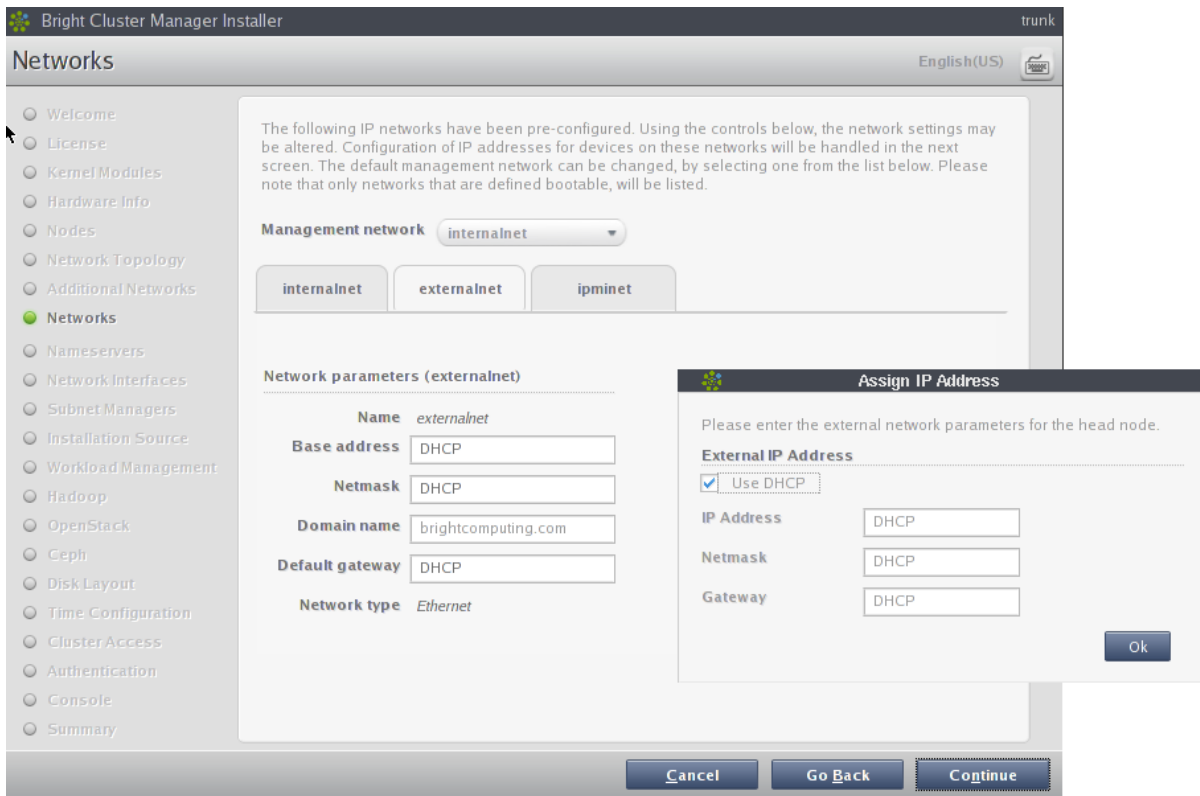 Bright Cluster Manager Installer
trunk
Networks
English(US)
Welcome
License
Kernel Modules
Hardware Info
Nodes
Network Topology
Additional Networks
Networks
Nameservers
Network Interfaces
Subnet Managers
Installation Source
Workload Management
Hadoop
OpenStack
Ceph
Disk Layout
Time Configuration
Cluster Access
Authentication
Console
Summary
The following IP networks have been pre-configured. Using the controls below, the network settings may
be altered. Configuration of IP addresses for devices on these networks will be handled in the next
screen. The default management network can be changed, by selecting one from the list below. Please
note that only networks that are defined bootable, will be listed.
Management network internalnet
internalnet externalnet ipminet
Network parameters (externalnet)
Name externalnet
Base address DHCP
Netmask DHCP
Domain name brightcomputing.com
Default gateway DHCP
Network type Ethernet
Assign IP Address
Please enter the external network parameters for the head node.
External IP Address
Use DHCP
IP Address DHCP
Netmask DHCP
Gateway DHCP
Ok
Cancel Go Back Continue